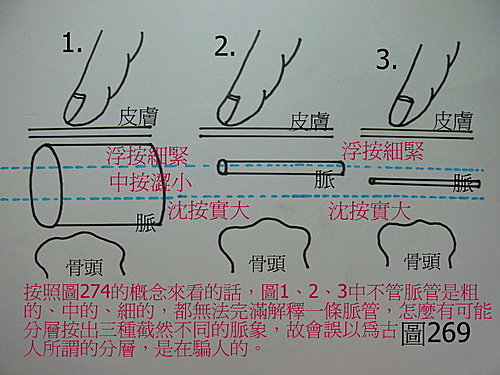 1.
2.
3.
皮膚
皮膚
皮膚
浮按細緊
浮按細緊
中按澀小
脈
脈
沈按實大
沈按實大
脈
骨頭
骨頭
骨頭
按照圖274的概念來看的話，圖1、2、3中不管脈管是粗
的、中的、細的，都無法完滿解釋一條脈管，怎麼有可能
分層按出三種截然不同的脈象，故會誤以為古
人所謂的分層，是在騙人的。
圖269